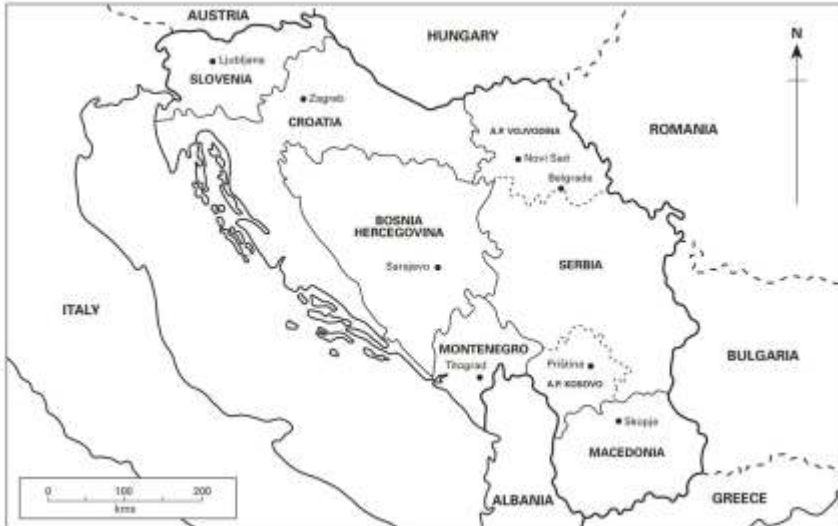 AUSTRIA
HUNGARY
N
Ljubljana
SLOVENIA
Zagreb
CROATIA
A.P. VOJVODINA
ROMANIA
Novi Sad
Belgrade
BOSNIA
HERCEGOVINA
Sarajevo
SERBIA
ITALY
MONTENEGRO
Titograd
Priština
A.P. KOSOVO
BULGARIA
Skopje
MACEDONIA
0 100 200
kms
ALBANIA
GREECE